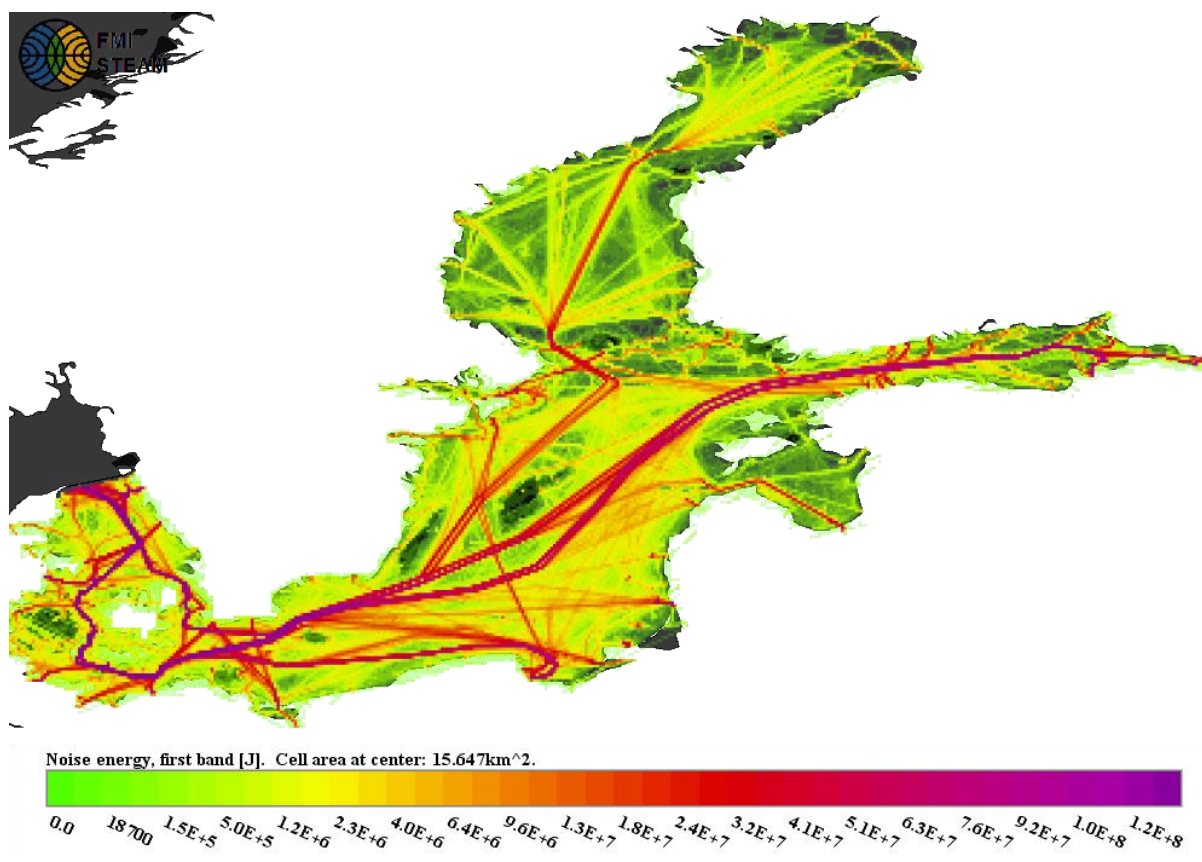 FMI
STEAM
Noise energy, first band [J]. Cell area at center: 15.647km^2.
0.0 18700 1.5E+5 5.0E+5 1.2E+6 2.3E+6 4.0E+6 6.4E+6 9.6E+6 1.3E+7 1.8E+7 2.4E+7 3.2E+7 4.1E+7 5.1E+7 6.3E+7 7.6E+7 9.2E+7 1.0E+8 1.2E+8